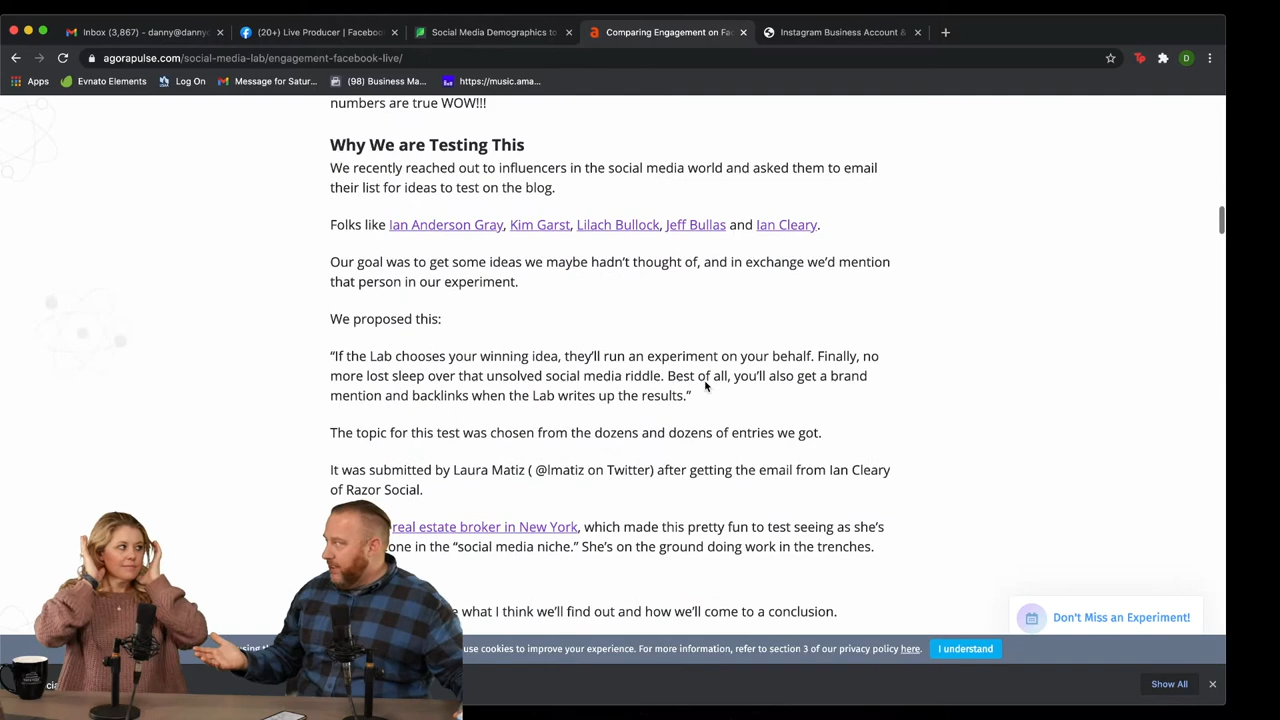 Inbox (3,867) - danny@dannyc
(20+) Live Producer | Faceboo
Social Media Demographics to
Comparing Engagement on Fac
Instagram Business Account &
agorapulse.com/social-media-lab/engagement-facebook-live/
Apps
Envato Elements
Log On
Message for Satur...
(98) Business Ma...
https://music.ama...
numbers are true WOW!!!
Why We are Testing This
We recently reached out to influencers in the social media world and asked them to email
their list for ideas to test on the blog.
Folks like Ian Anderson Gray, Kim Garst, Lilach Bullock, Jeff Bullas and Ian Cleary.
Our goal was to get some ideas we maybe hadn't thought of, and in exchange we'd mention
that person in our experiment.
We proposed this:
“If the Lab chooses your winning idea, they'll run an experiment on your behalf. Finally, no
more lost sleep over that unsolved social media riddle. Best of all, you'll also get a brand
mention and backlinks when the Lab writes up the results.”
The topic for this test was chosen from the dozens and dozens of entries we got.
It was submitted by Laura Matiz ( @lmatiz on Twitter) after getting the email from Ian Cleary
of Razor Social.
real estate broker in New York, which made this pretty fun to test seeing as she's
one in the “social media niche.” She's on the ground doing work in the trenches.
what I think we'll find out and how we'll come to a conclusion.
Don't Miss an Experiment!
use cookies to improve your experience. For more information, refer to section 3 of our privacy policy here.
I understand
Show All